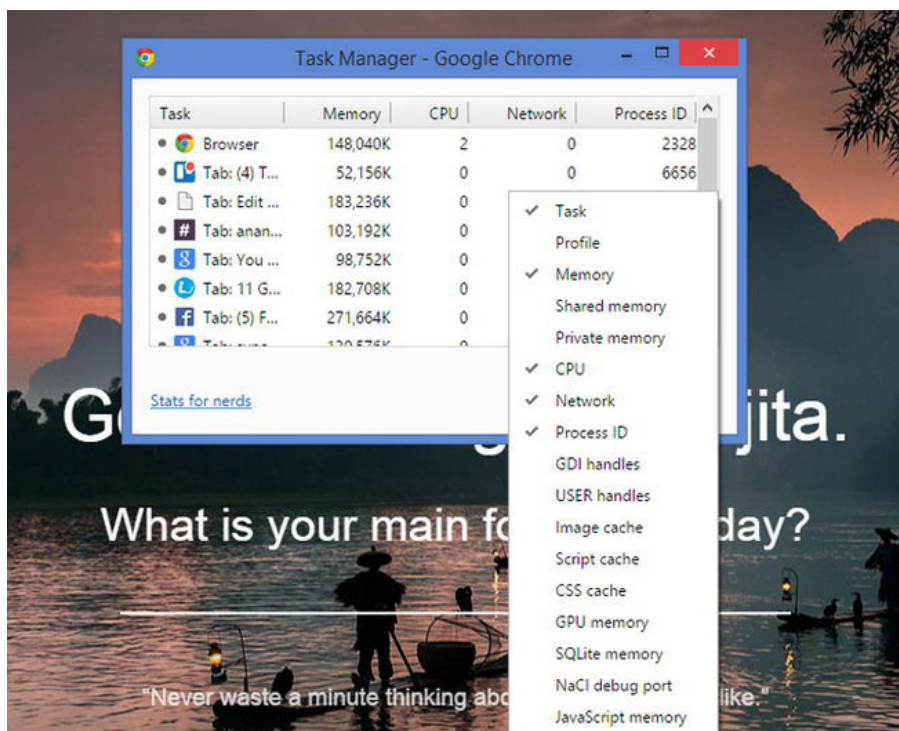 Task Manager - Google Chrome
Task Memory CPU Network Process ID
Browser 148,040K 2 0 2328
Tab: (4) T... 52,156K 0 0 6656
Tab: Edit ... 183,236K 0
# Tab: anan... 103,192K 0
8 Tab: You ... 98,752K 0
Tab: 11 G... 182,708K 0
f Tab: (5) F... 271,664K 0
Stats for nerds
Task
Profile
Memory
Shared memory
Private memory
CPU
Network
Process ID
GDI handles
USER handles
Image cache
Script cache
CSS cache
GPU memory
SQLite memory
NaCl debug port
JavaScript memory
G jita.
What is your main fo day?
"Never waste a minute thinking abo like."